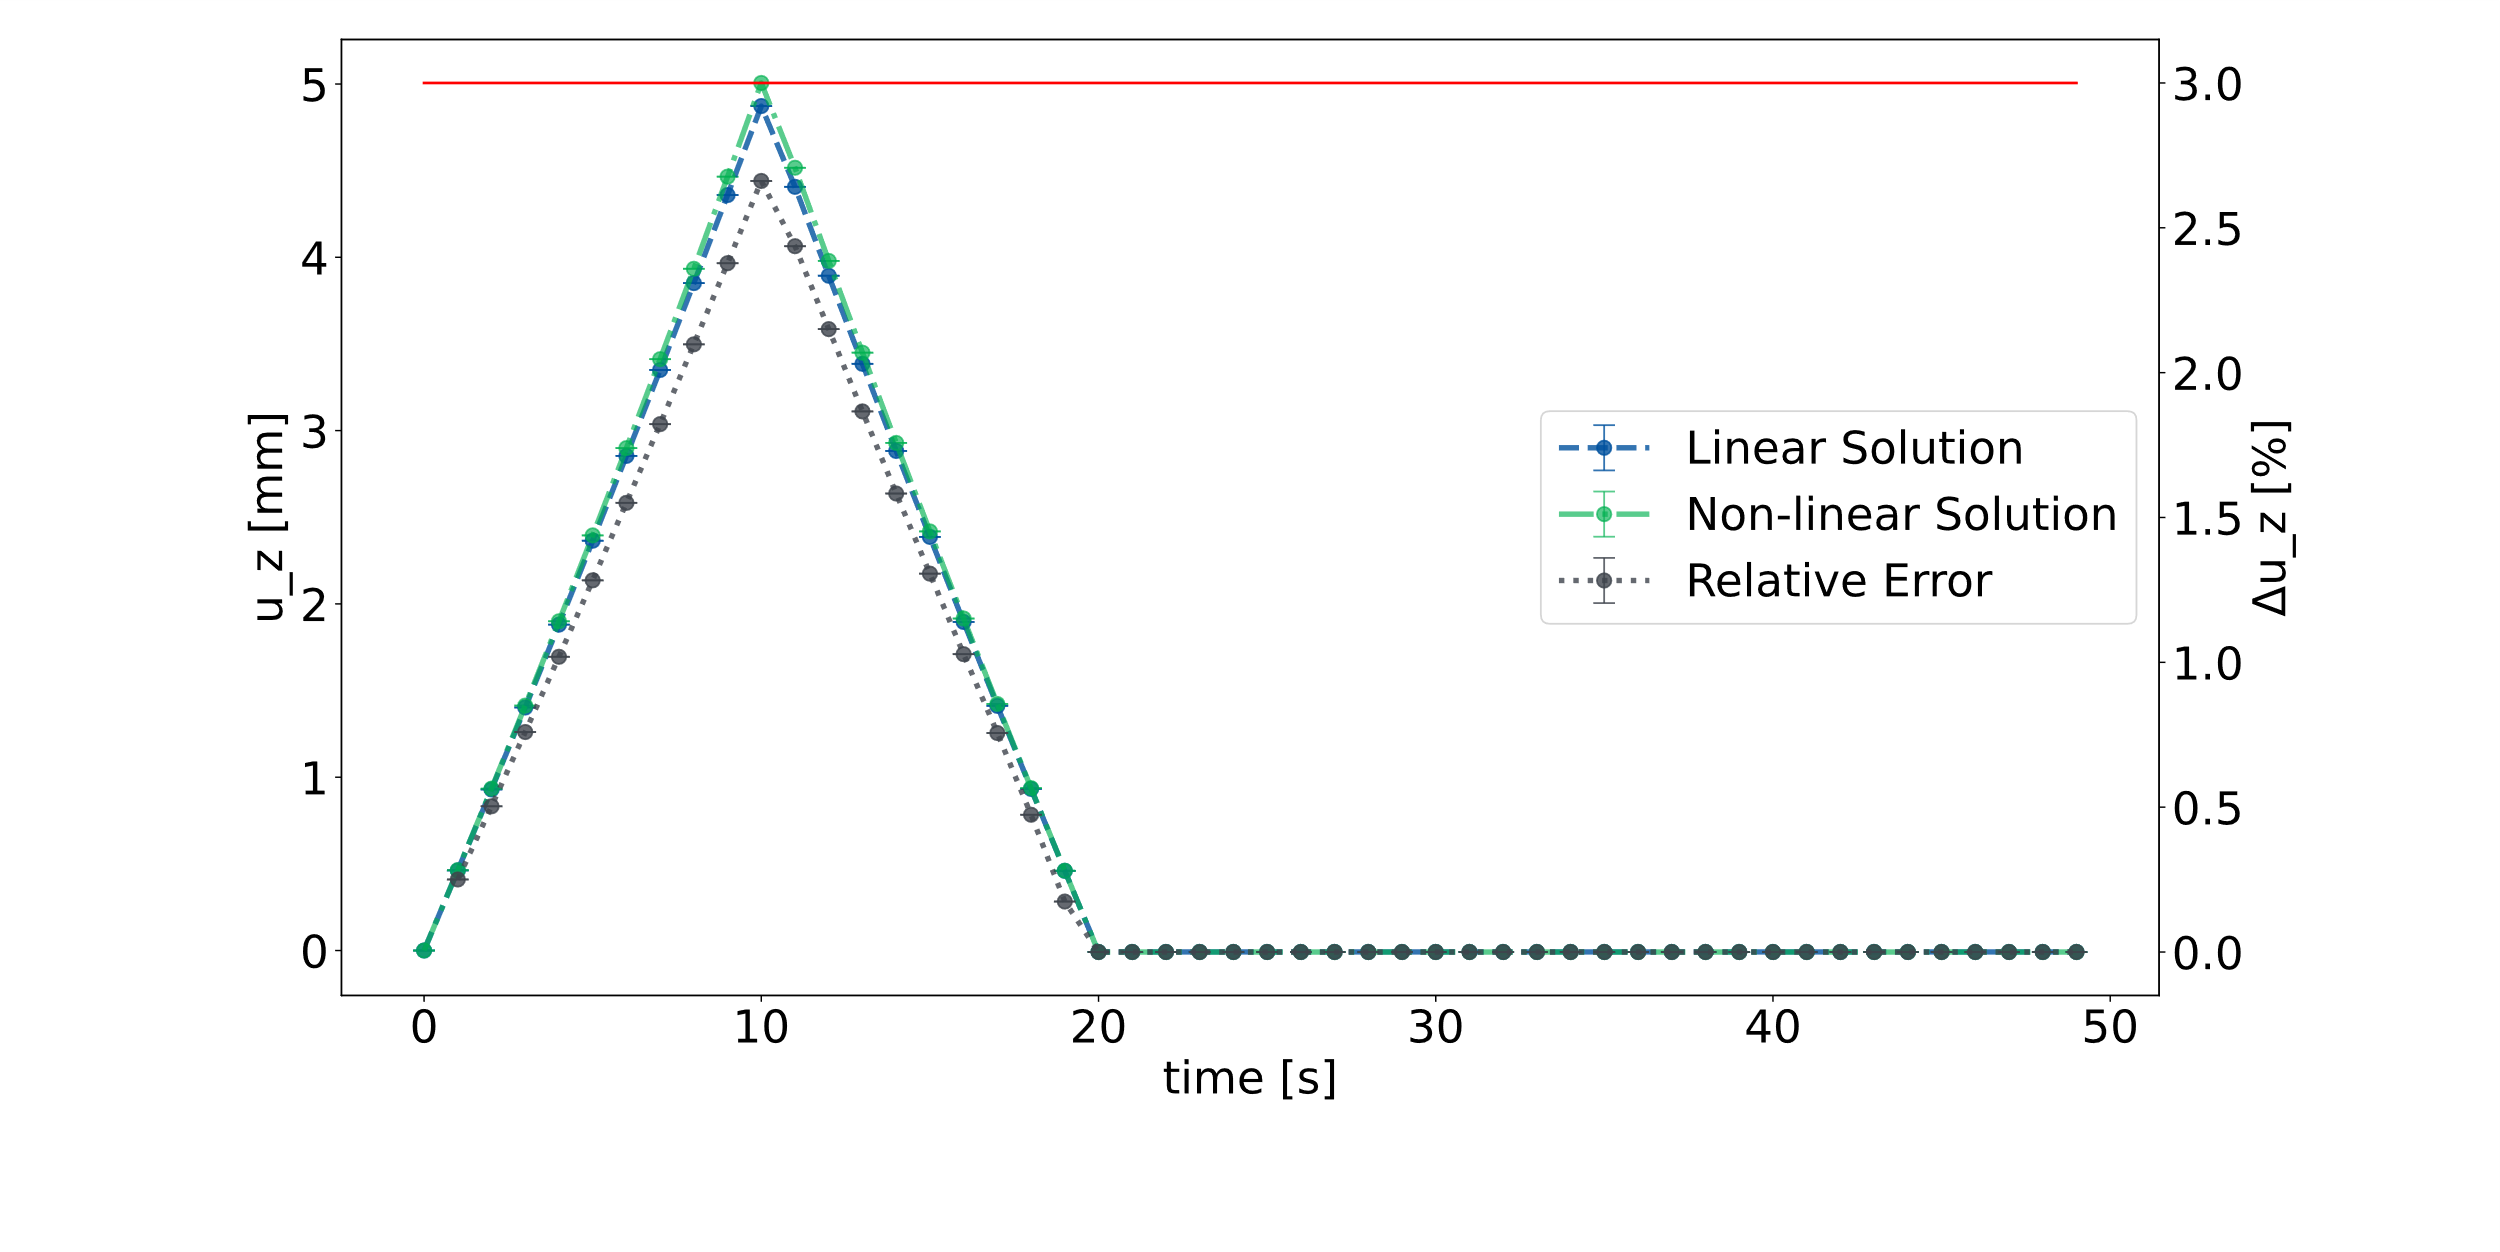 5
4
3
2
1
0
u_z [mm]
3.0
2.5
2.0
1.5
1.0
0.5
0.0
Δu_z [%]
Linear Solution
Non-linear Solution
Relative Error
0 10 20 30 40 50
time [s]